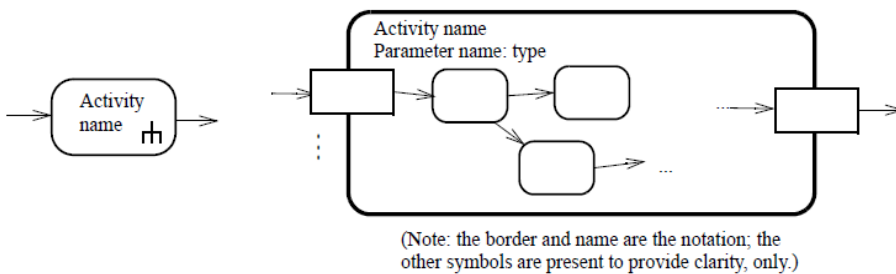 Activity
name
Activity name
Parameter name: type
...
...
(Note: the border and name are the notation; the
other symbols are present to provide clarity, only.)